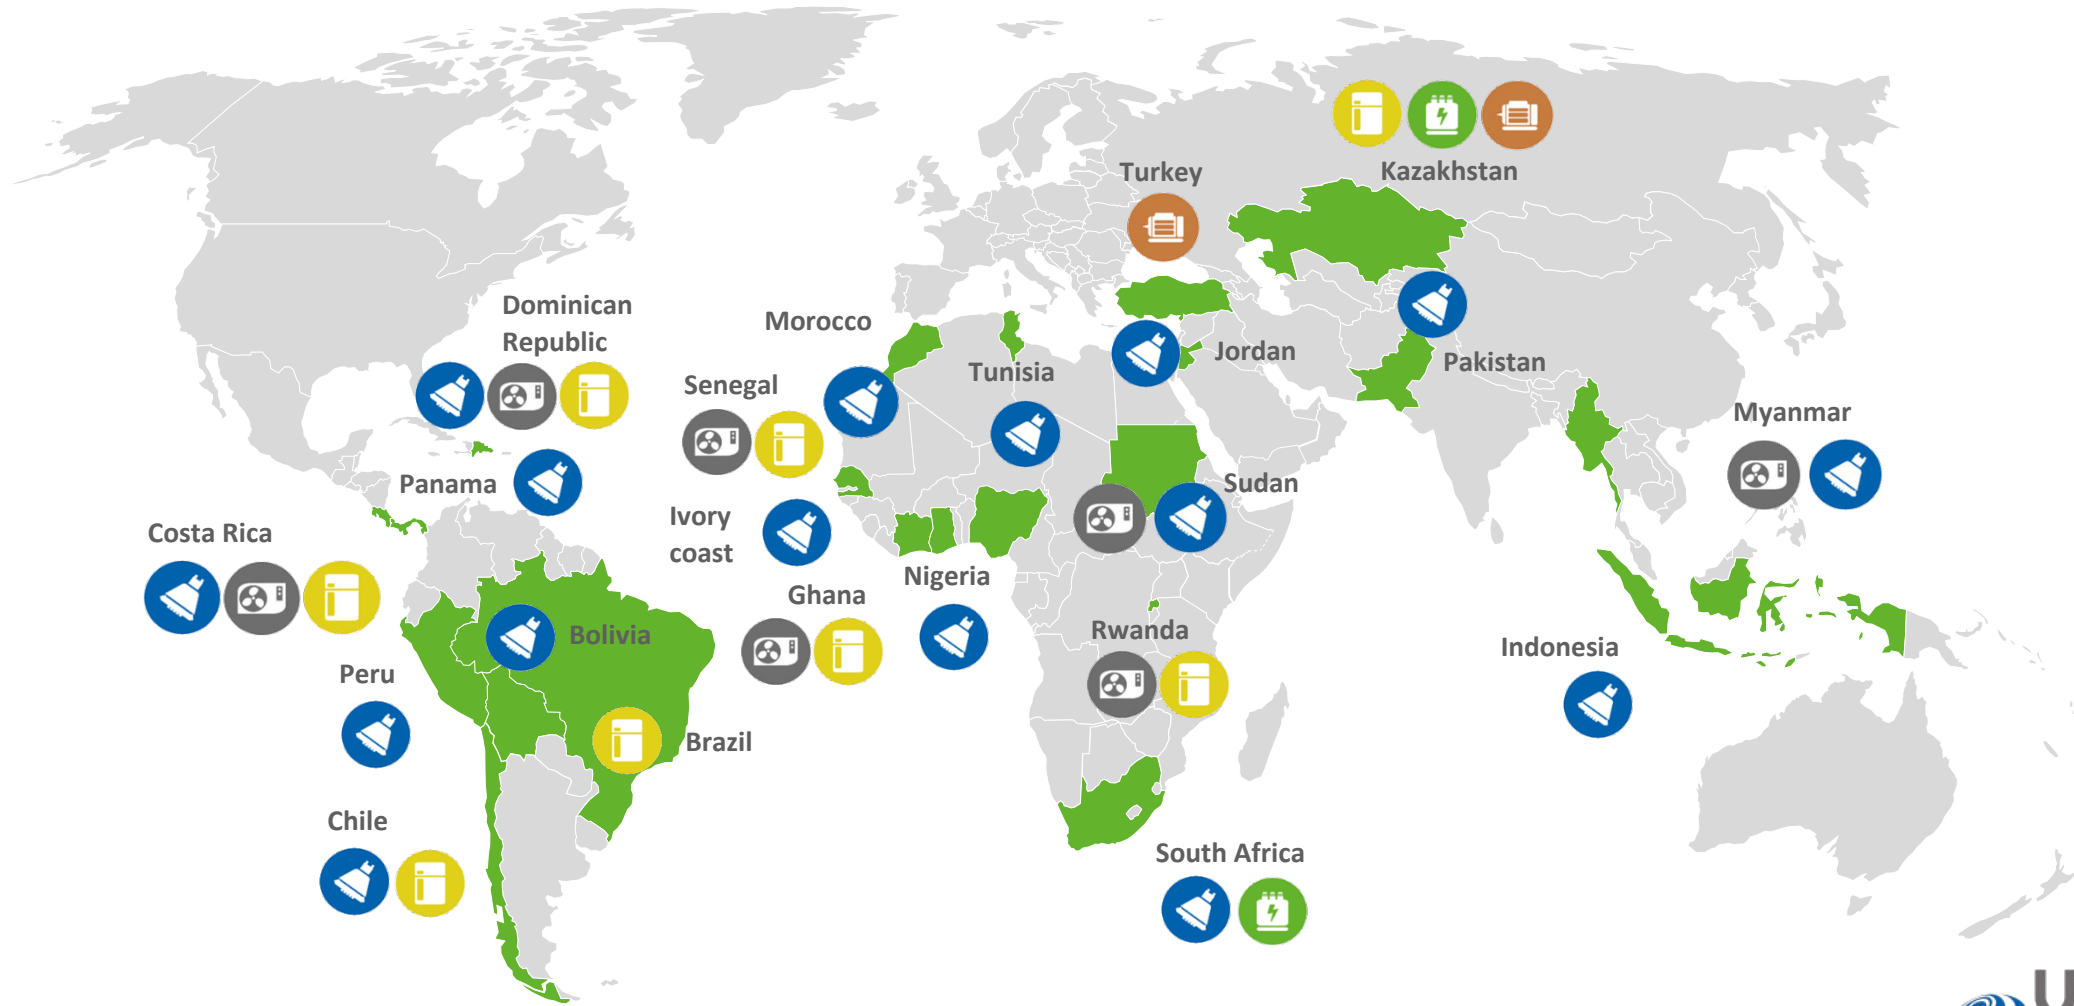 Kazakhstan
Turkey
Dominican
Republic
Morocco
Jordan
Tunisia
Pakistan
Senegal
Myanmar
Panama
Sudan
Ivory
coast
Costa Rica
Nigeria
Ghana
Bolivia
Rwanda
Indonesia
Peru
Brazil
Chile
South Africa